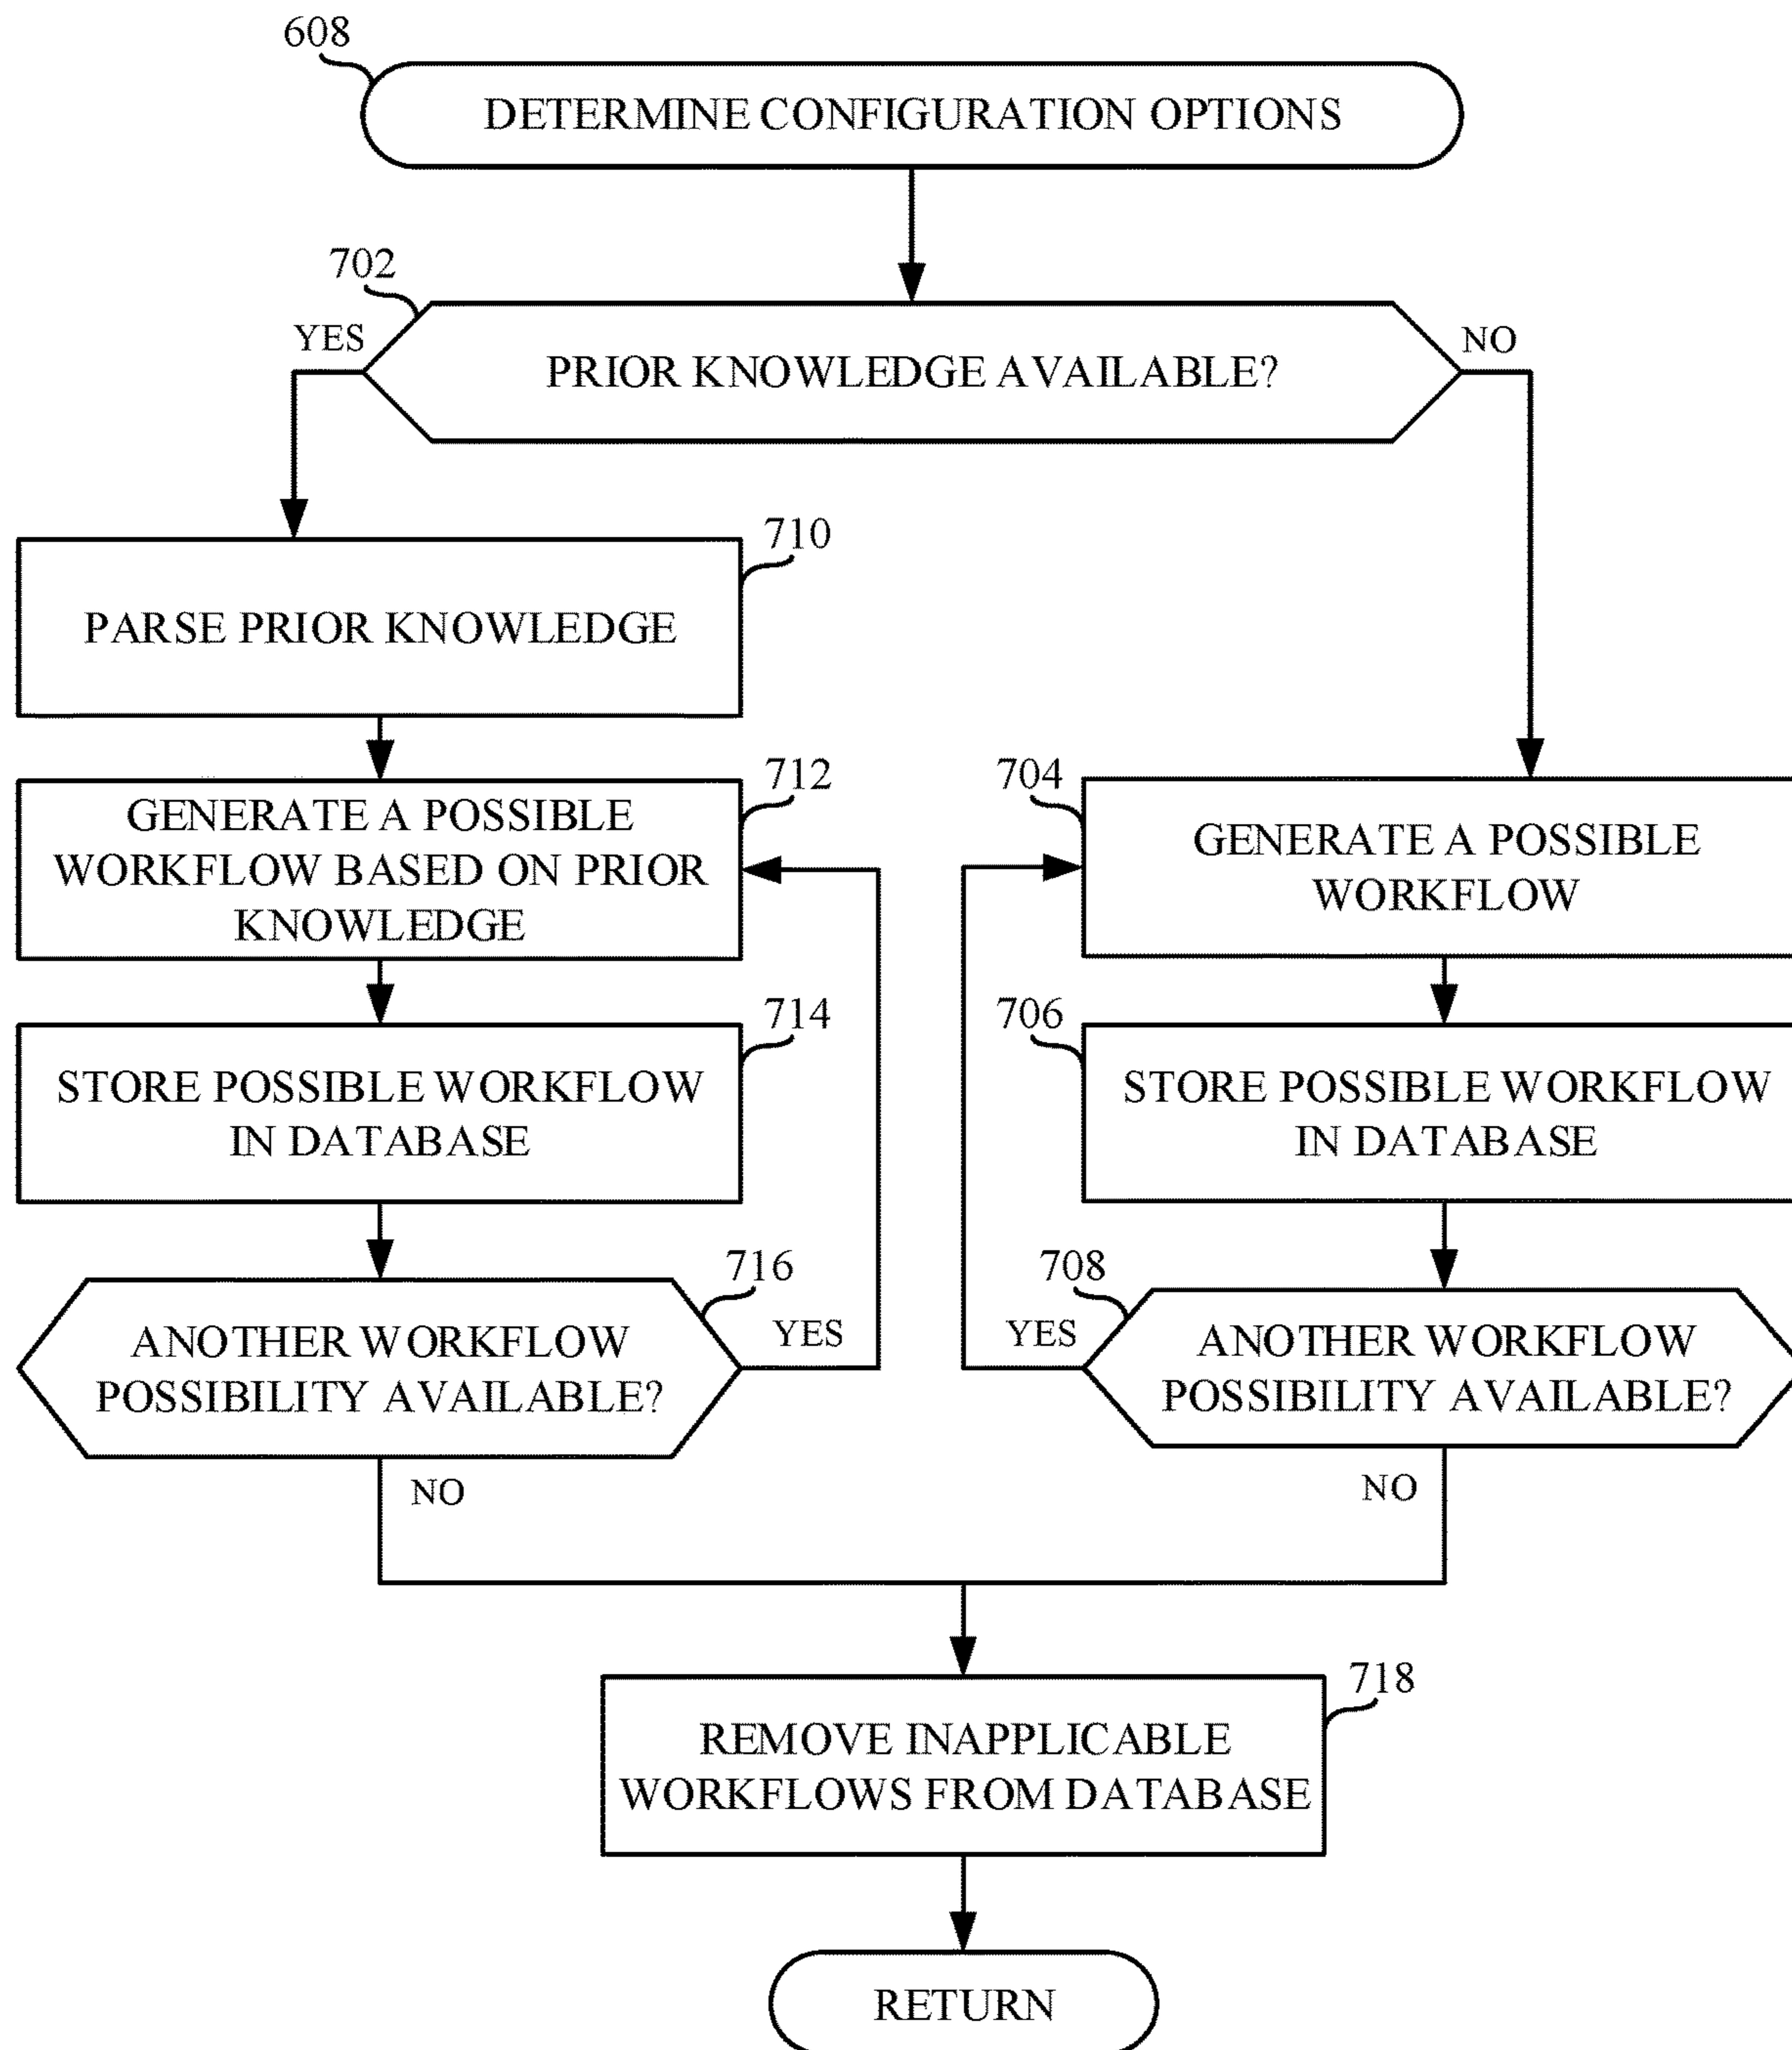 608
DETERMINE CONFIGURATION OPTIONS
702
YES
NO
PRIOR KNOWLEDGE AVAILABLE?
710
PARSE PRIOR KNOWLEDGE
712
GENERATE A POSSIBLE
WORKFLOW BASED ON PRIOR
KNOWLEDGE
704
GENERATE A POSSIBLE
WORKFLOW
714
STORE POSSIBLE WORKFLOW
IN DATABASE
706
STORE POSSIBLE WORKFLOW
IN DATABASE
716
ANOTHER WORKFLOW
POSSIBILITY AVAILABLE?
YES
NO
708
YES
ANOTHER WORKFLOW
POSSIBILITY AVAILABLE?
NO
718
REMOVE INAPPLICABLE
WORKFLOWS FROM DATABASE
RETURN